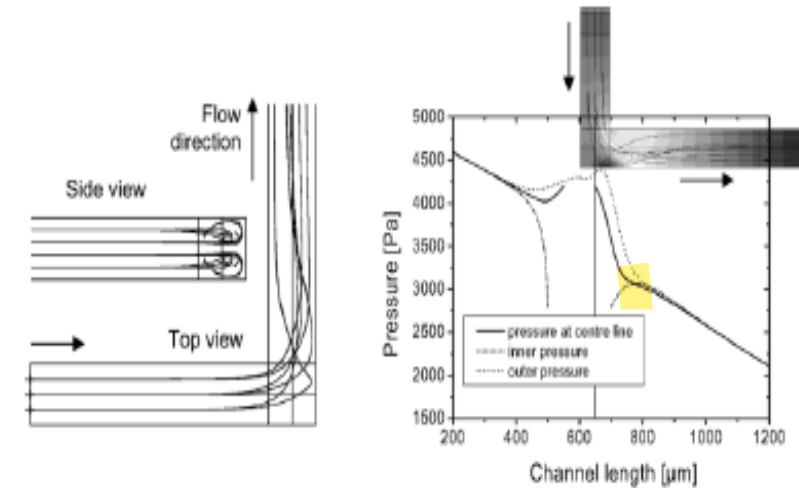 Flow
direction
Side view
Top view
Pressure [Pa]
5000
4500
4000
3500
3000
2500
2000
1500
pressure at centre line
inner pressure
outer pressure
200 400 600 800 1000 1200
Channel length [µm]